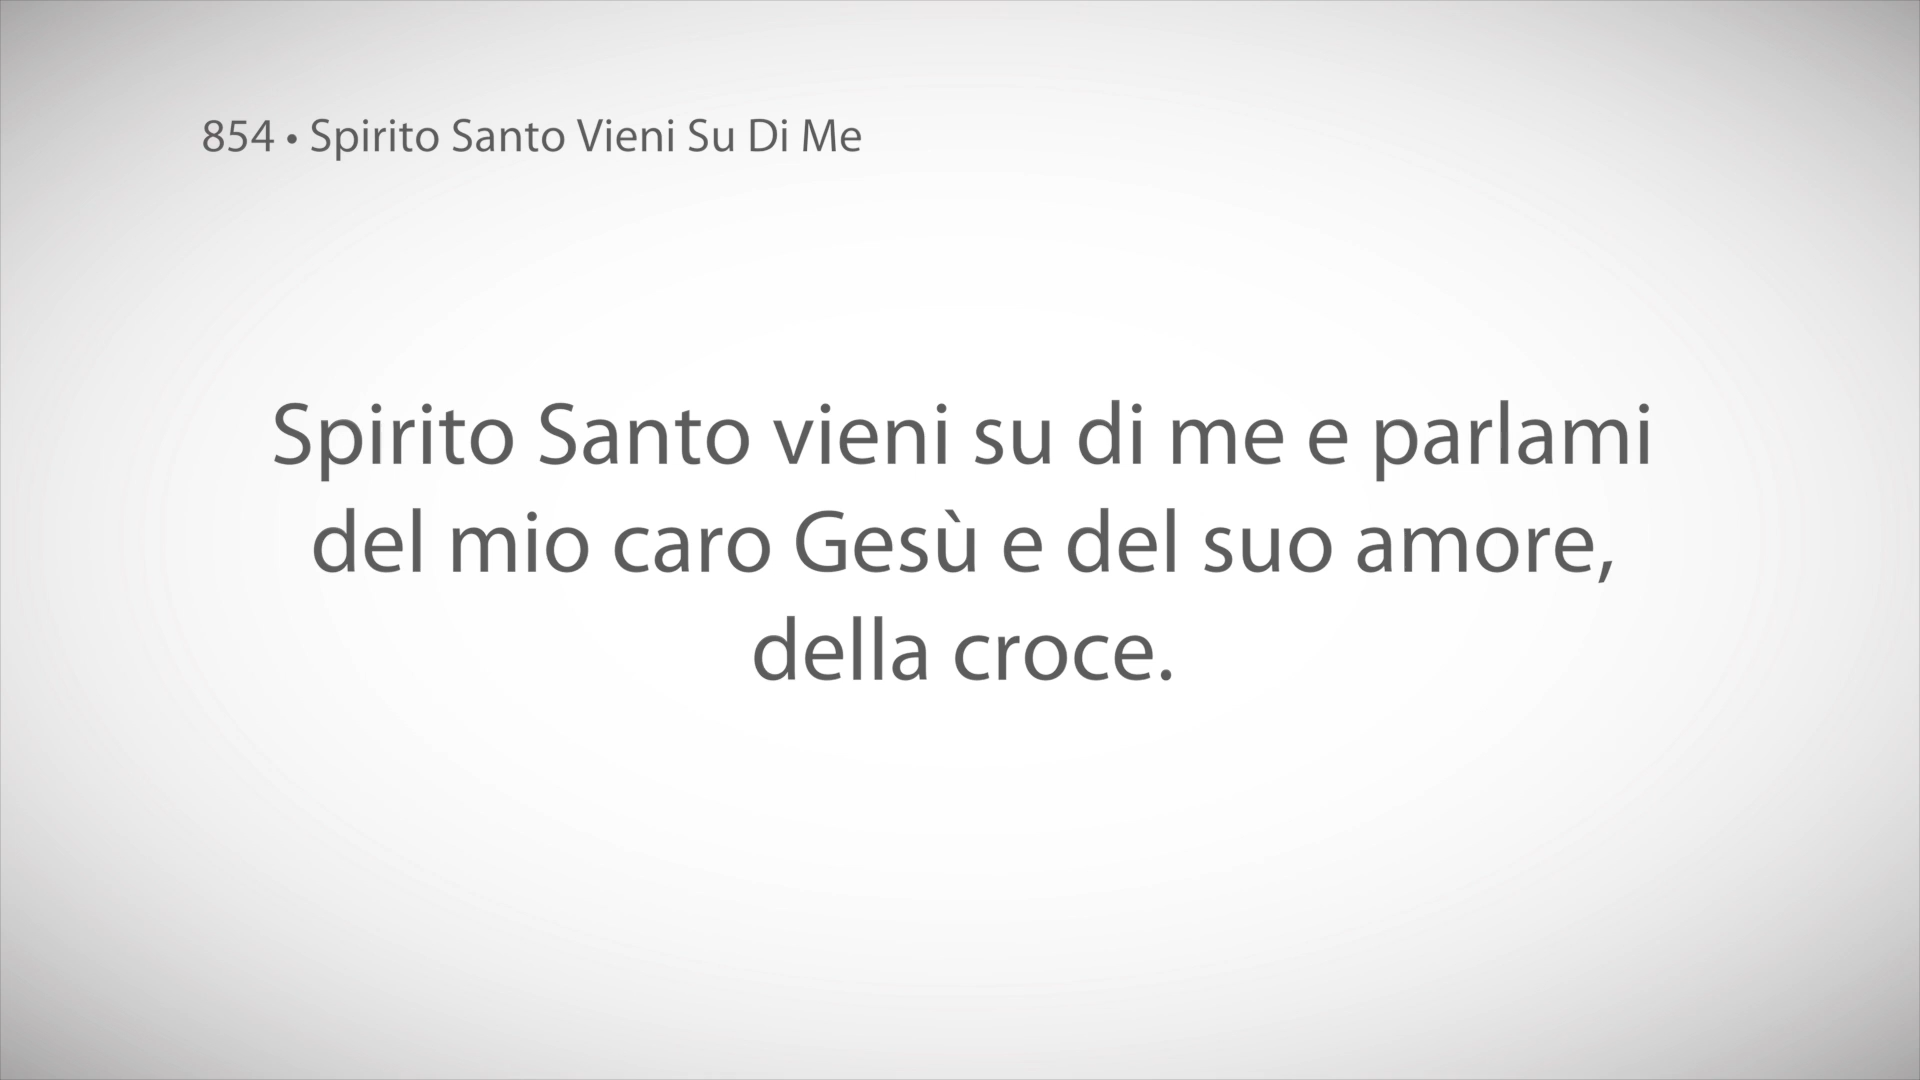 854 • Spirito Santo Vieni Su Di Me
Spirito Santo vieni su di me e parlami
del mio caro Gesù e del suo amore,
della croce.